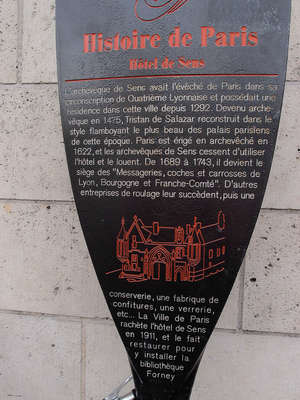 Histoire de Paris
Hôtel de Sens
L'archevêque de Sens avait l'évêché de Paris dans sa
circonscription de Quatrième Lyonnaise et possédait une
résidence dans cette ville depuis 1292. Devenu arche-
vêque en 1475, Tristan de Salazar reconstruit dans le
style flamboyant le plus beau des palais parisiens
de cette époque. Paris est érigé en archevêché en
1622, et les archevêques de Sens cessent d'utiliser
l'hôtel et le louent. De 1689 à 1743, il devient le
siège des "Messageries, coches et carrosses de
Lyon, Bourgogne et Franche-Comté". D'autres
entreprises de roulage leur succèdent, puis une
conserverie, une fabrique de
confitures, une verrerie,
etc... La Ville de Paris
rachète l'hôtel de Sens
en 1911, et le fait
restaurer pour
y installer la
bibliothèque
Forney